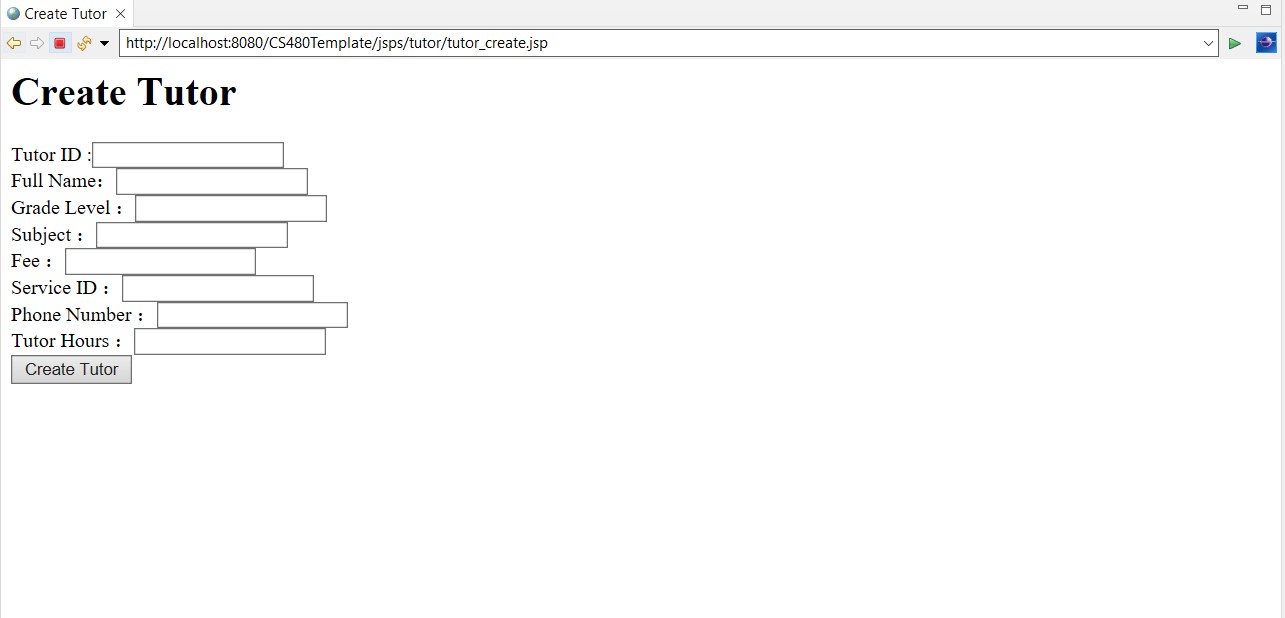 Create Tutor
http://localhost:8080/CS480Template/jsps/tutor/tutor_create.jsp
Create Tutor
Tutor ID :
Full Name：
Grade Level：
Subject：
Fee：
Service ID：
Phone Number：
Tutor Hours：
Create Tutor